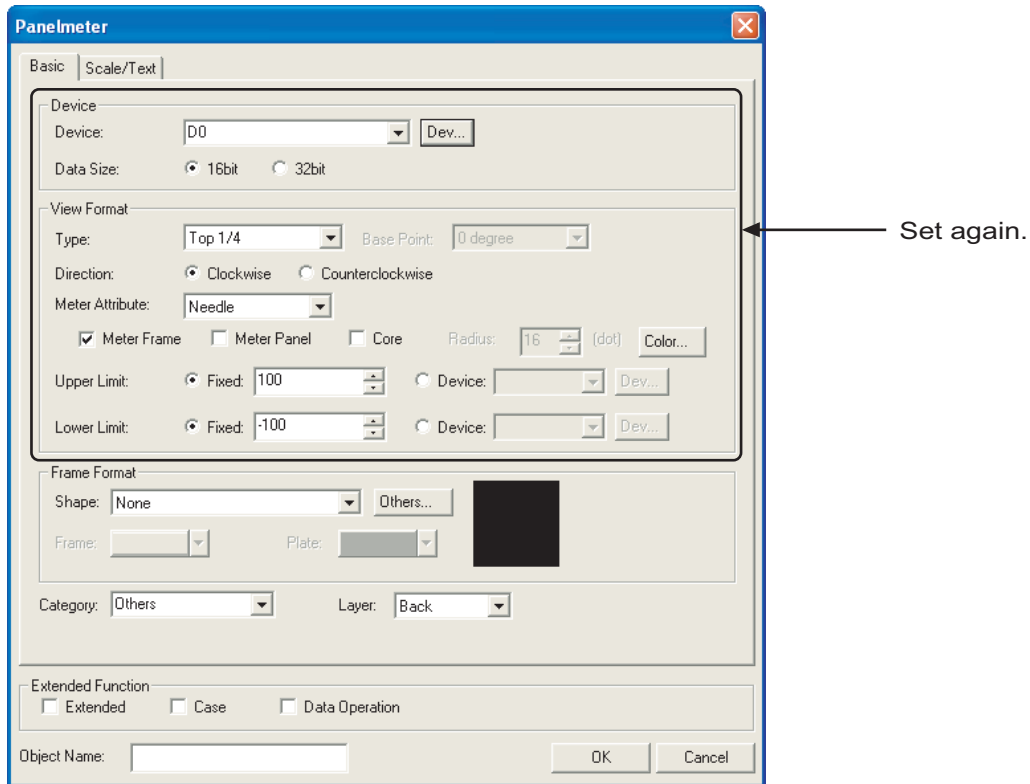 Panelmeter
Basic Scale/Text
Device
Device: D0 Dev...
Data Size: 16bit 32bit
View Format
Type: Top 1/4 Base Point: 0 degree
Set again.
Direction: Clockwise Counterclockwise
Meter Attribute: Needle
Meter Frame Meter Panel Core Radius: 16 (dot) Color...
Upper Limit: Fixed: 100 Device: Dev...
Lower Limit: Fixed: -100 Device: Dev...
Frame Format
Shape: None Others...
Frame: Plate:
Category: Others Layer: Back
Extended Function
Extended Case Data Operation
Object Name: OK Cancel